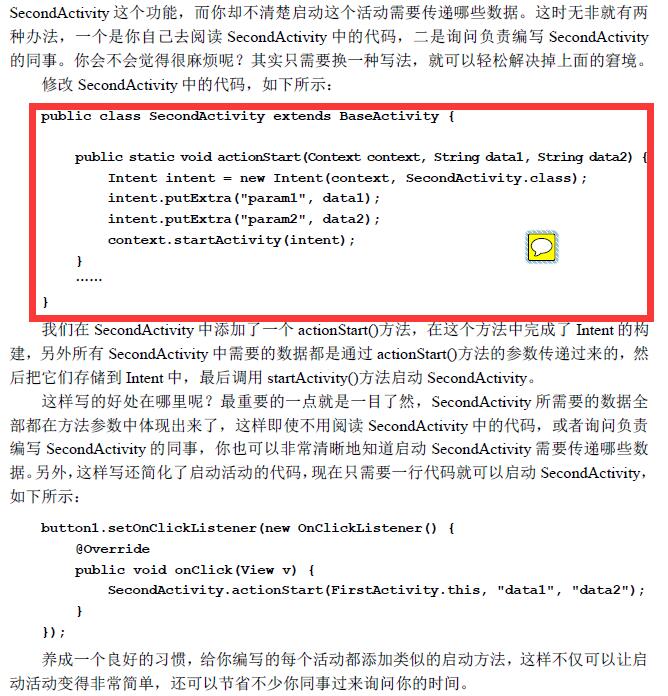 SecondActivity 这个功能，而你却不清楚启动这个活动需要传递哪些数据。这时无非就有两
种办法，一个是你自己去阅读 SecondActivity 中的代码，二是询问负责编写 SecondActivity
的同事。你会不会觉得很麻烦呢？其实只需要换一种写法，就可以轻松解决掉上面的窘境。
修改 SecondActivity 中的代码，如下所示：
public class SecondActivity extends BaseActivity {
public static void actionStart(Context context, String data1, String data2) {
Intent intent = new Intent(context, SecondActivity.class);
intent.putExtra("param1", data1);
intent.putExtra("param2", data2);
context.startActivity(intent);
}
……
}
我们在 SecondActivity 中添加了一个 actionStart()方法，在这个方法中完成了 Intent 的构
建，另外所有 SecondActivity 中需要的数据都是通过 actionStart()方法的参数传递过来的，然
后把它们存储到 Intent 中，最后调用 startActivity()方法启动 SecondActivity。
这样写的好处在哪里呢？最重要的一点就是一目了然，SecondActivity 所需要的数据全
部都在方法参数中体现出来了，这样即使不用阅读 SecondActivity 中的代码，或者询问负责
编写 SecondActivity 的同事，你也可以非常清晰地知道启动 SecondActivity 需要传递哪些数
据。另外，这样写还简化了启动活动的代码，现在只需要一行代码就可以启动 SecondActivity，
如下所示：
button1.setOnClickListener(new OnClickListener() {
@Override
public void onClick(View v) {
SecondActivity.actionStart(FirstActivity.this, "data1", "data2");
}
});
养成一个良好的习惯，给你编写的每个活动都添加类似的启动方法，这样不仅可以让启
动活动变得非常简单，还可以节省不少你同事过来询问你的时间。